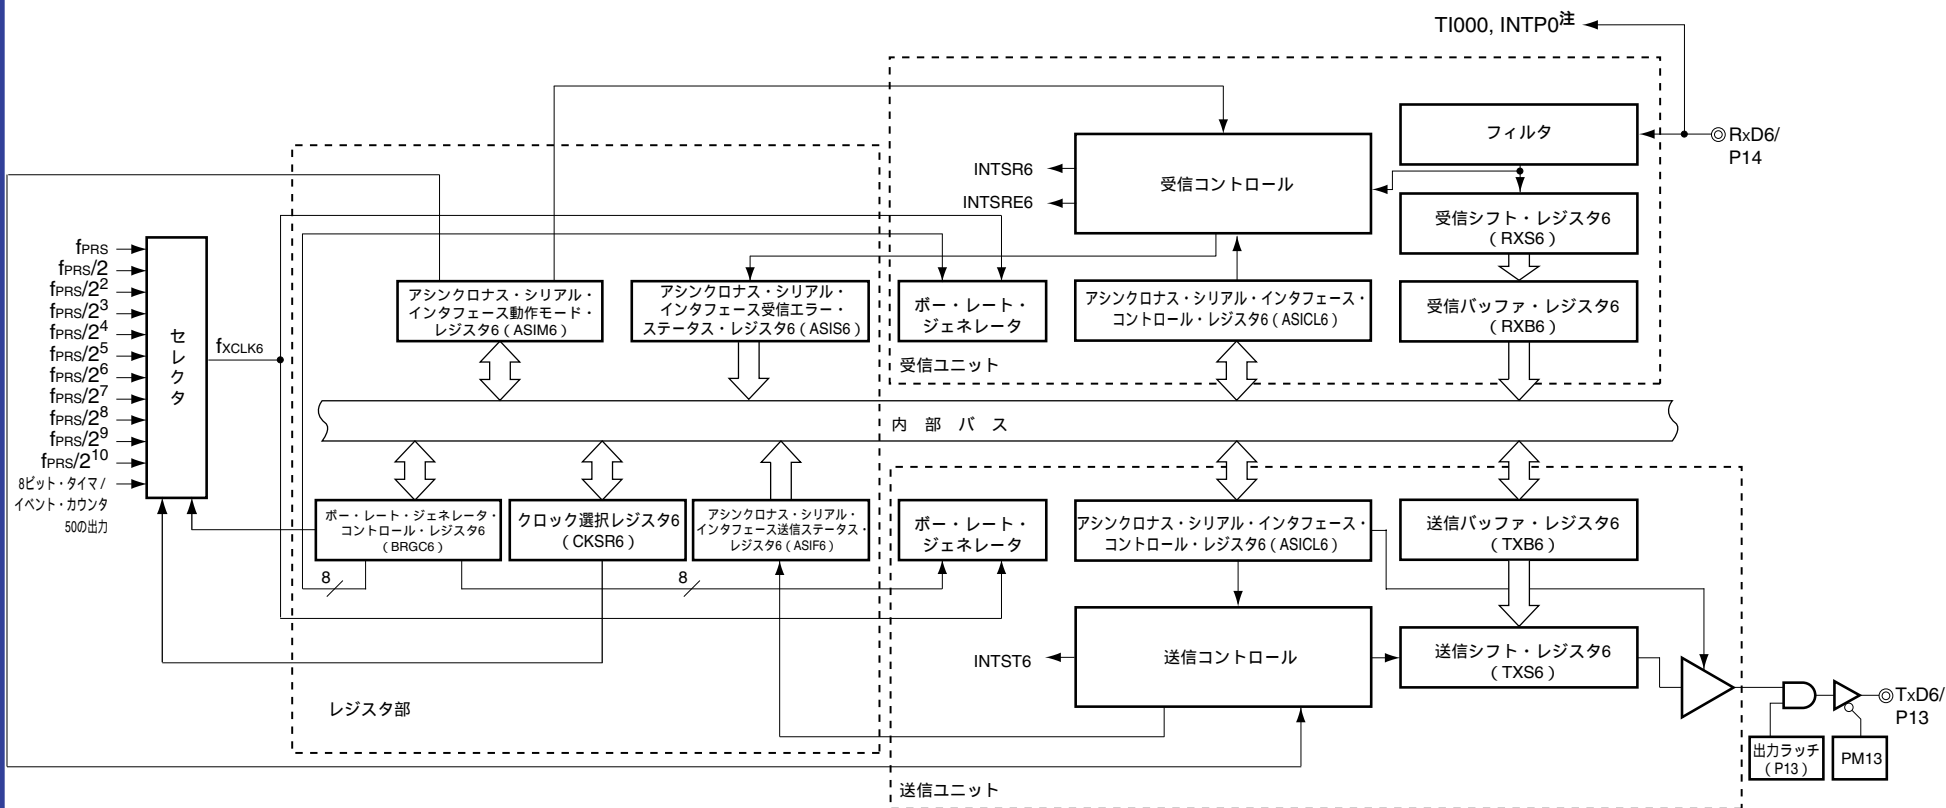 TI000, INTP0注
フィルタ
RxD6/
P14
受信コントロール
INTSR6
INTSRE6
受信シフト・レジスタ6
（RXS6）
fPRS
fPRS/2
fPRS/2²
fPRS/2³
fPRS/2⁴
fPRS/2⁵
fPRS/2⁶
fPRS/2⁷
fPRS/2⁸
fPRS/2⁹
fPRS/2¹⁰
8ビット・タイマ／
イベント・カウンタ
50の出力
セレクタ
fXCLK6
アシンクロナス・シリアル・
インタフェース動作モード・
レジスタ6（ASIM6）
アシンクロナス・シリアル・
インタフェース受信エラー・
ステータス・レジスタ6（ASIS6）
ボー・レート・
ジェネレータ
アシンクロナス・シリアル・インタフェース・
コントロール・レジスタ6（ASICL6）
受信バッファ・レジスタ6
（RXB6）
受信ユニット
内 部 バ ス
ボー・レート・ジェネレータ・
コントロール・レジスタ6
（BRGC6）
クロック選択レジスタ6
（CKSR6）
アシンクロナス・シリアル・
インタフェース送信ステータス・
レジスタ6（ASIF6）
ボー・レート・
ジェネレータ
アシンクロナス・シリアル・インタフェース・
コントロール・レジスタ6（ASICL6）
送信バッファ・レジスタ6
（TXB6）
8
8
INTST6
送信コントロール
送信シフト・レジスタ6
（TXS6）
レジスタ部
TxD6/
P13
出力ラッチ
（P13）
PM13
送信ユニット